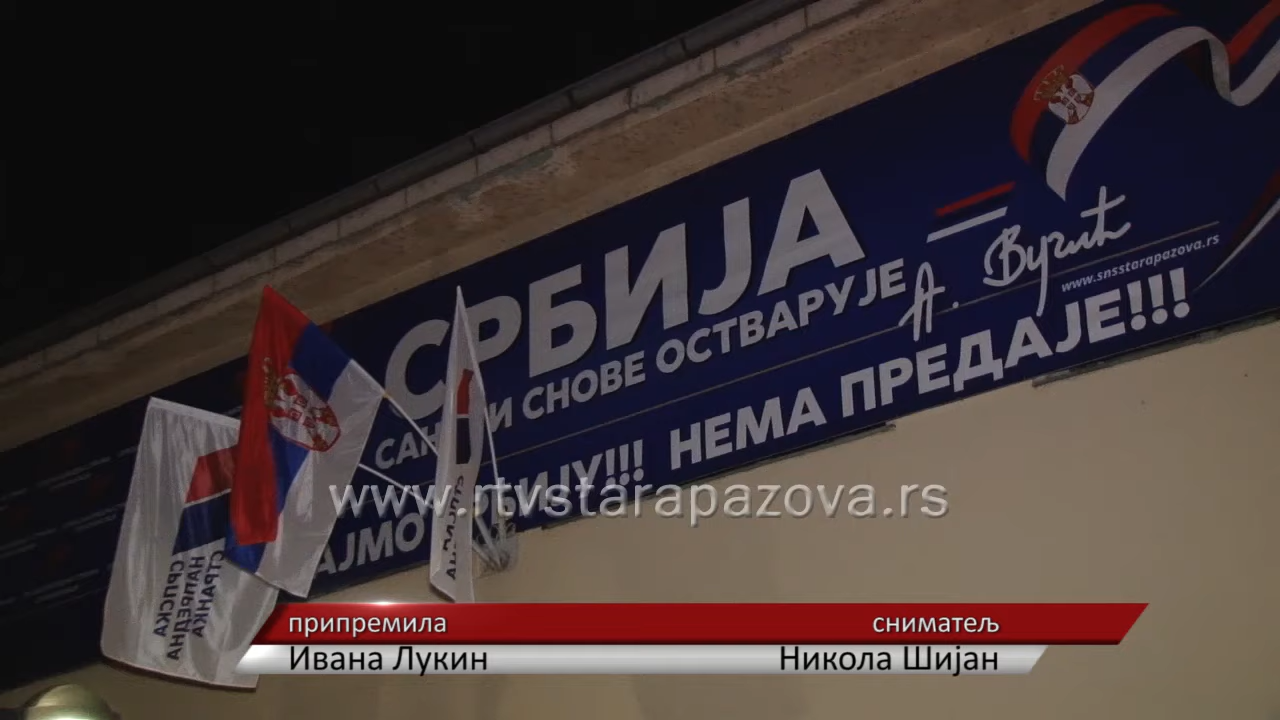 СРБИЈА
СНОВЕ ОСТВАРУЈЕ
А. Вучић
www.snsstarapazova.rs
НЕМА ПРЕДАЈЕ!!!
www.rtvstarapazova.rs
СРПСКА
НАПРЕДНА
СТРАНКА
припремила
сниматељ
Ивана Лукин
Никола Шијан